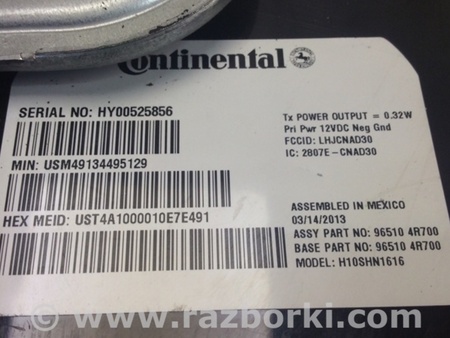 Continental
SERIAL NO: HY00525856
Tx POWER OUTPUT = 0.32W
Pri Pwr 12VDC Neg Gnd
FCCID: LHJCNAD30
IC: 2807E-CNAD30
MIN: USM49134495129
HEX MEID: UST4A1000010E7E491
ASSEMBLED IN MEXICO
03/14/2013
ASSY PART NO: 96510 4R700
BASE PART NO: 96510 4R700
MODEL: H10SHN1616
www.razborki.com